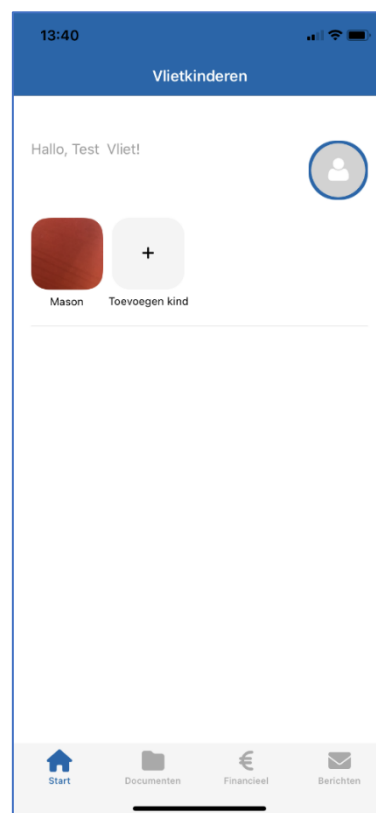 13:40
Vlietkinderen
Hallo, Test Vliet!
+
Mason
Toevoegen kind
€
Start
Documenten
Financieel
Berichten